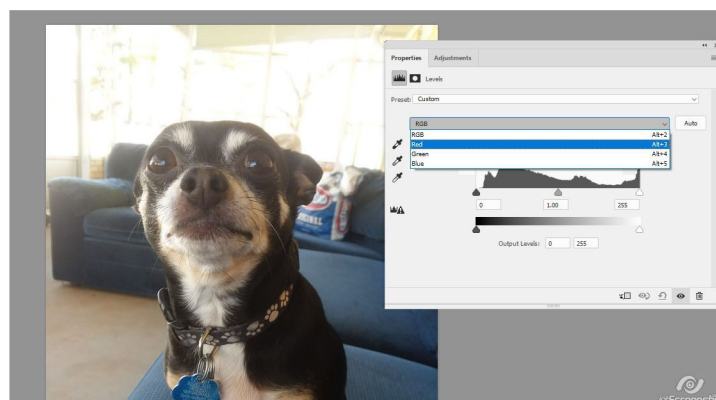 Properties Adjustments
Levels
Preset: Custom
RGB Auto
RGB Alt+2
Red Alt+3
Green Alt+4
Blue Alt+5
0 1.00 255
Output Levels: 0 255